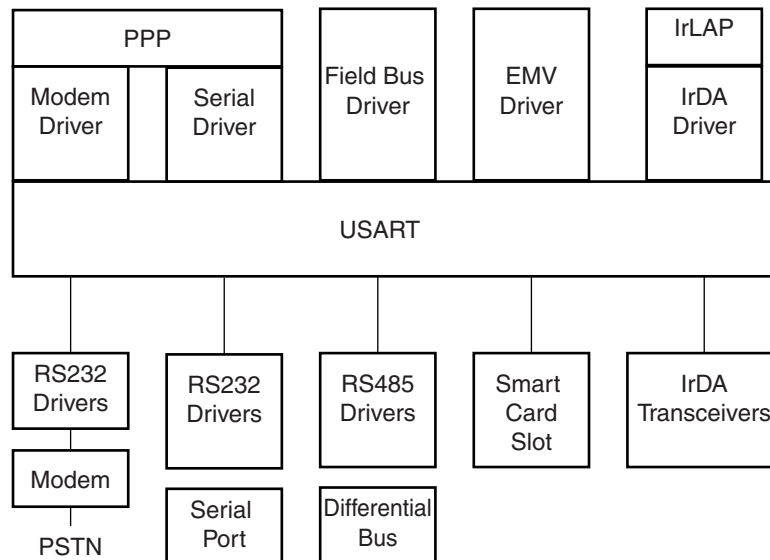 PPP
IrLAP
Modem
Driver
Serial
Driver
Field Bus
Driver
EMV
Driver
IrDA
Driver
USART
RS232
Drivers
RS232
Drivers
RS485
Drivers
Smart
Card
Slot
IrDA
Transceivers
Modem
Serial
Port
Differential
Bus
PSTN